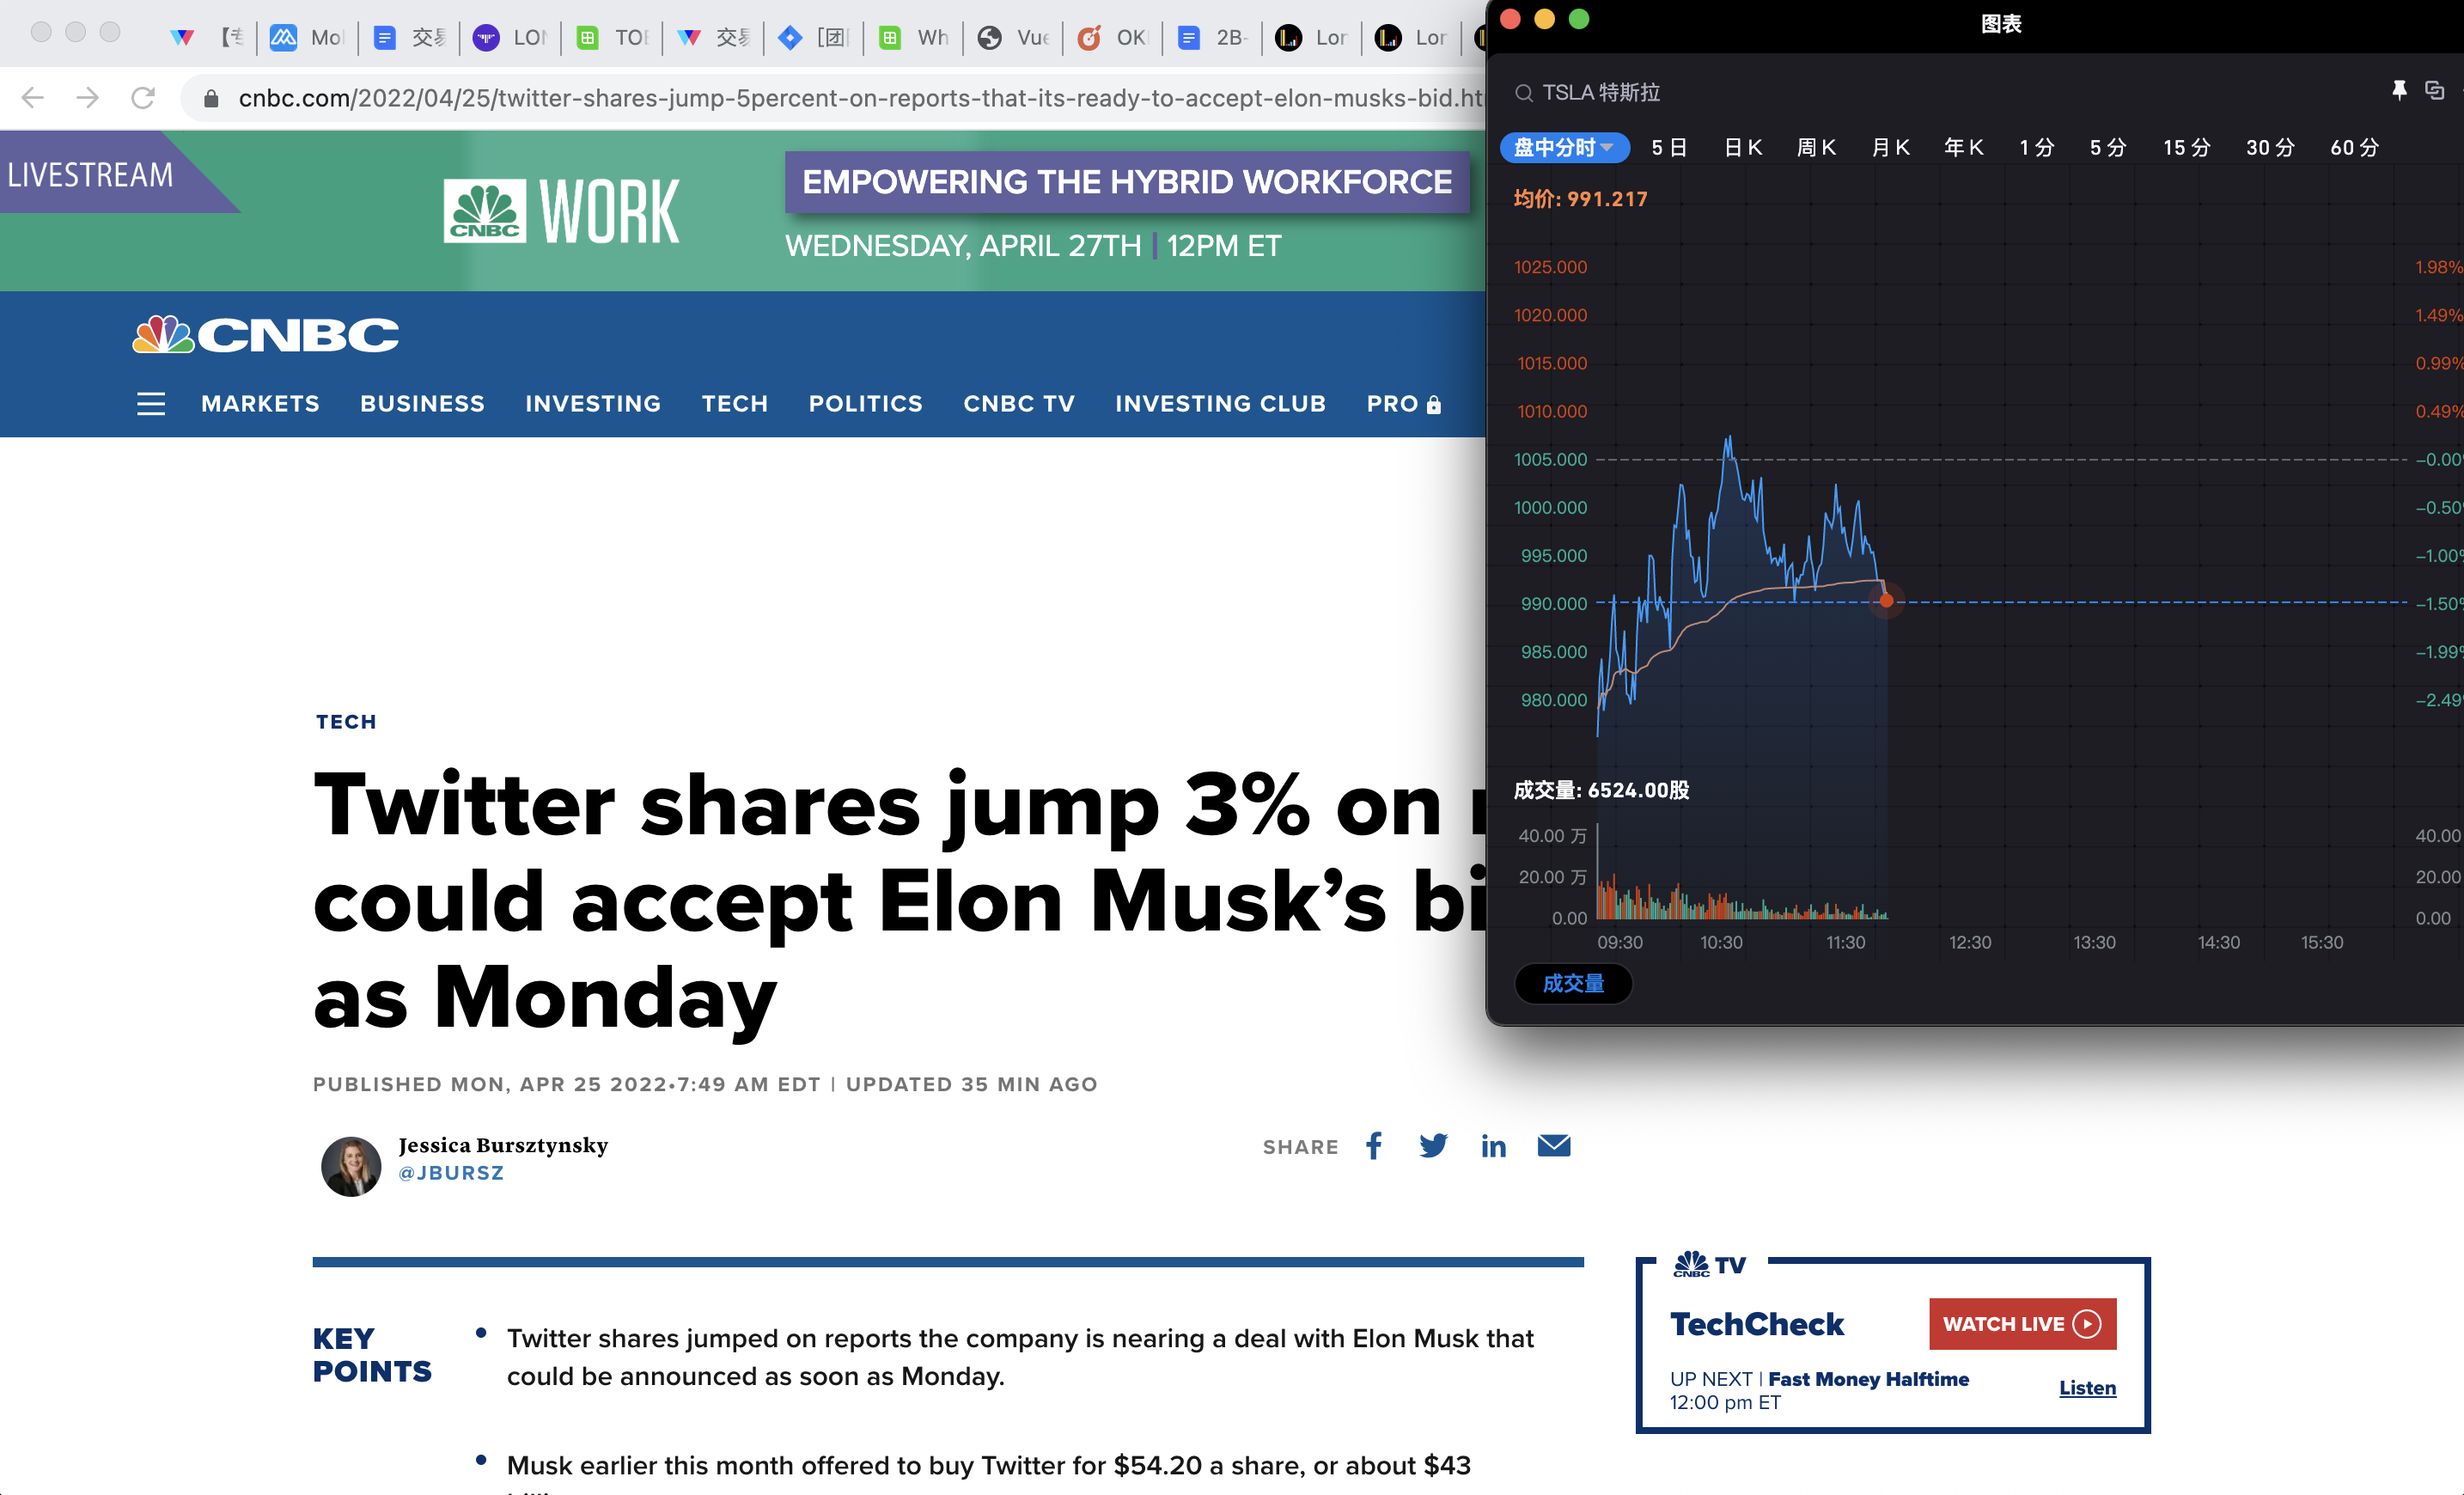 【专
Mo
交易
LON
TOB
交易
[团
Wh
Vue
OK
2B-
Lon
Lon
cnbc.com/2022/04/25/twitter-shares-jump-5percent-on-reports-that-its-ready-to-accept-elon-musks-bid.ht
LIVESTREAM
CNBC WORK
EMPOWERING THE HYBRID WORKFORCE
WEDNESDAY, APRIL 27TH | 12PM ET
CNBC
MARKETS BUSINESS INVESTING TECH POLITICS CNBC TV INVESTING CLUB PRO
TECH
Twitter shares jump 3% on
could accept Elon Musk’s bi
as Monday
PUBLISHED MON, APR 25 2022•7:49 AM EDT | UPDATED 35 MIN AGO
Jessica Bursztynsky
@JBURSZ
SHARE
KEY
POINTS
• Twitter shares jumped on reports the company is nearing a deal with Elon Musk that
could be announced as soon as Monday.
• Musk earlier this month offered to buy Twitter for $54.20 a share, or about $43
CNBC TV
TechCheck
WATCH LIVE
UP NEXT | Fast Money Halftime
12:00 pm ET
Listen
图表
TSLA 特斯拉
盘中分时 5日 日K 周K 月K 年K 1分 5分 15分 30分 60分
均价: 991.217
1025.000 1.98%
1020.000 1.49%
1015.000 0.99%
1010.000 0.49%
1005.000 -0.00%
1000.000 -0.50%
995.000 -1.00%
990.000 -1.50%
985.000 -1.99%
980.000 -2.49
成交量: 6524.00股
40.00 万 40.00
20.00 万 20.00
0.00 0.00
09:30 10:30 11:30 12:30 13:30 14:30 15:30
成交量